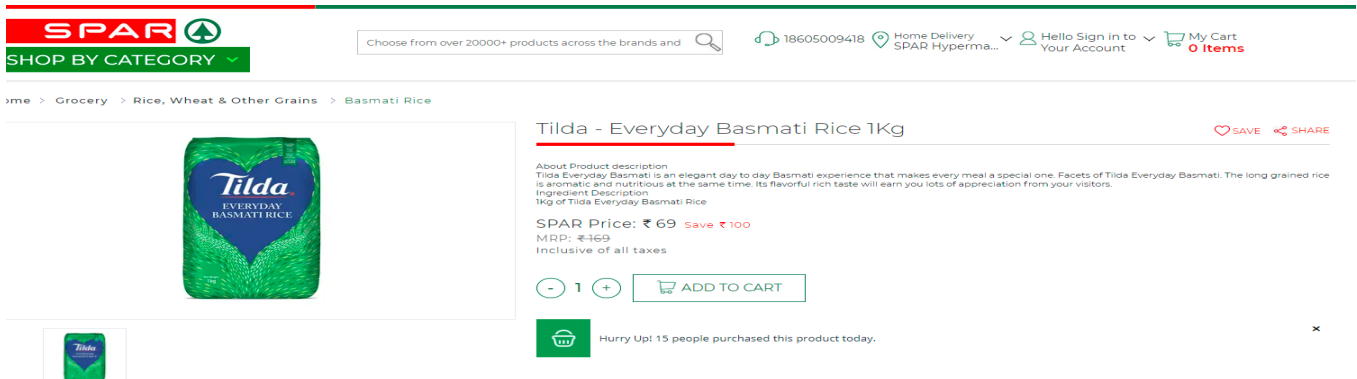 SPAR
SHOP BY CATEGORY
Choose from over 20000+ products across the brands and
18605009418
Home Delivery
SPAR Hyperma...
Hello Sign in to
Your Account
My Cart
0 Items
ome > Grocery > Rice, Wheat & Other Grains > Basmati Rice
Tilda
EVERYDAY
BASMATI RICE
1kg
Tilda
Tilda - Everyday Basmati Rice 1Kg
SAVE
SHARE
About Product description
Tilda Everyday Basmati is an elegant day to day Basmati experience that makes every meal a special one. Facets of Tilda Everyday Basmati. The long grained rice
is aromatic and nutritious at the same time. Its flavorful rich taste will earn you lots of appreciation from your visitors.
Ingredient Description
1Kg of Tilda Everyday Basmati Rice
SPAR Price: ₹ 69 Save ₹ 100
MRP: ₹ 169
Inclusive of all taxes
- 1 +
ADD TO CART
Hurry Up! 15 people purchased this product today.
×